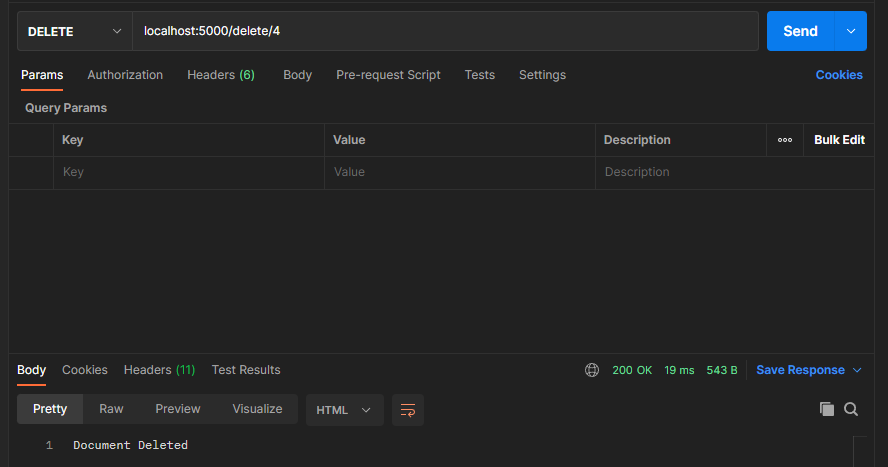 DELETE localhost:5000/delete/4 Send
Params Authorization Headers (6) Body Pre-request Script Tests Settings Cookies
Query Params
Key Value Description ooo Bulk Edit
Key Value Description
Body Cookies Headers (11) Test Results 200 OK 19 ms 543 B Save Response
Pretty Raw Preview Visualize HTML
1 Document Deleted